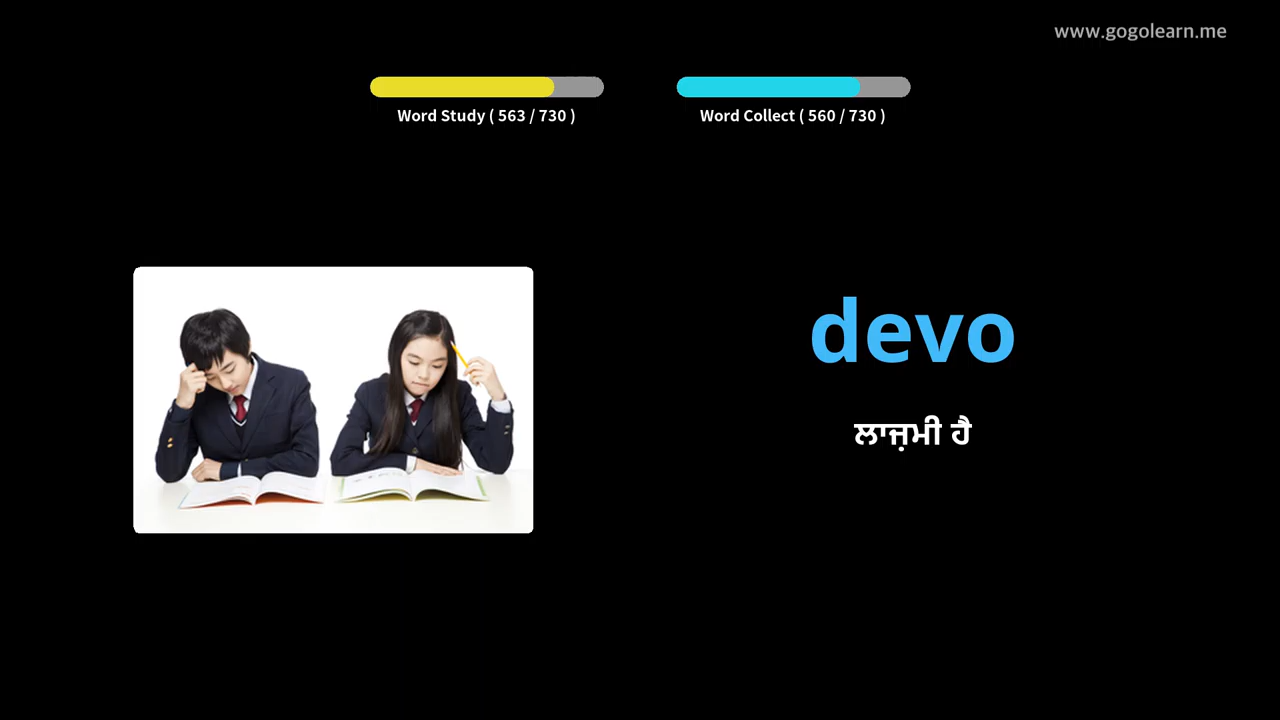 www.gogolearn.me
Word Study ( 563 / 730 )
Word Collect ( 560 / 730 )
devo
ਲਾਜ਼ਮੀ ਹੈ